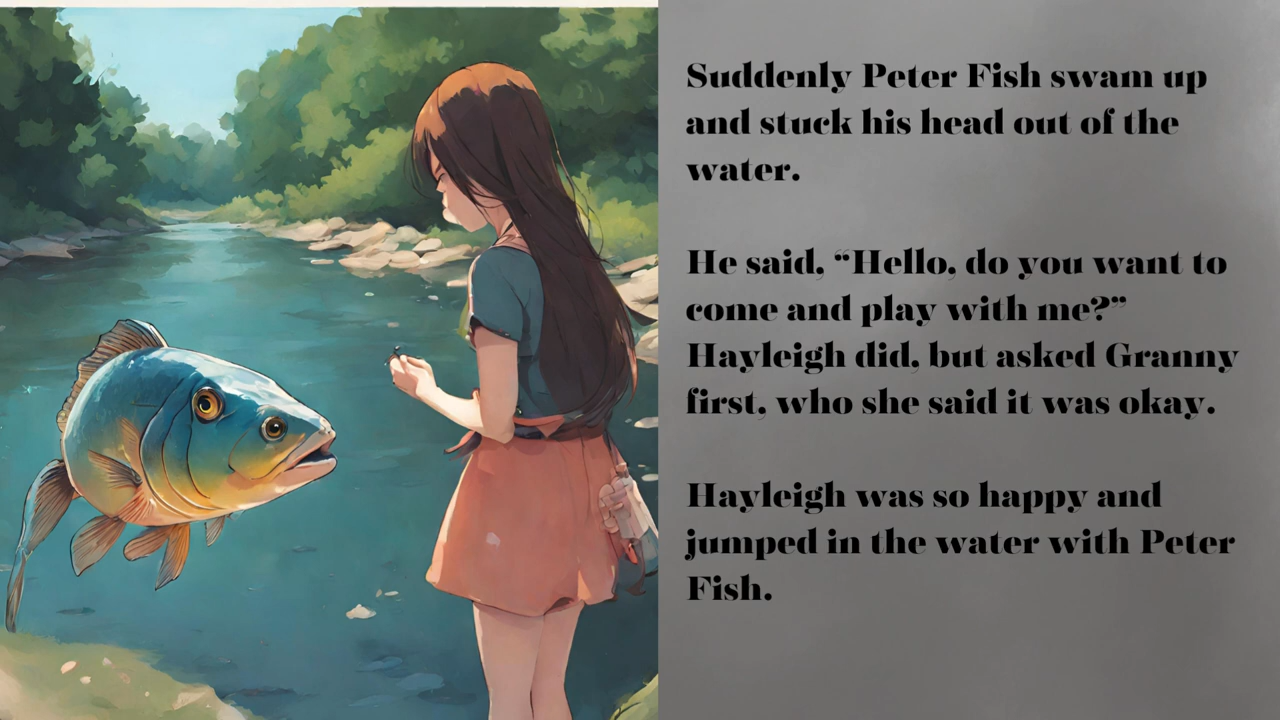 Suddenly Peter Fish swam up
and stuck his head out of the
water.
He said, “Hello, do you want to
come and play with me?”
Hayleigh did, but asked Granny
first, who she said it was okay.
Hayleigh was so happy and
jumped in the water with Peter
Fish.